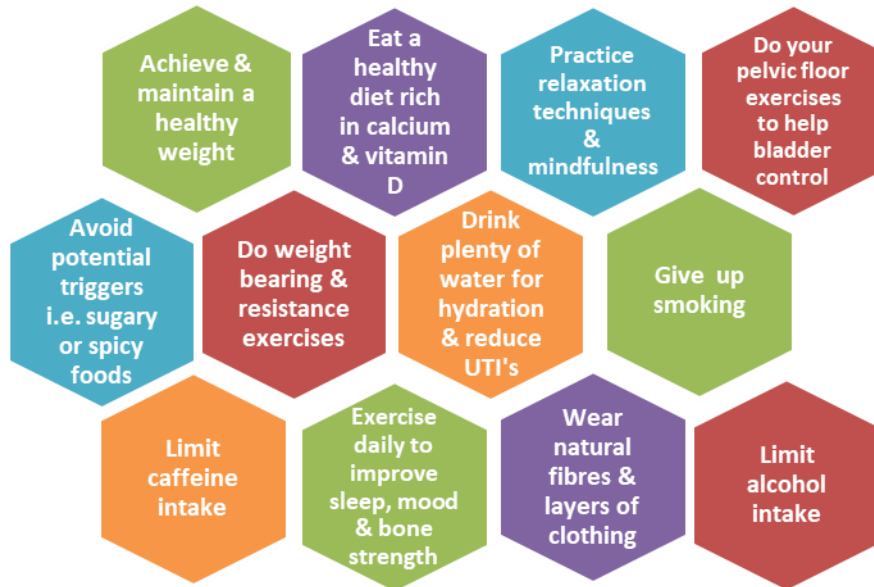 Achieve &
maintain a
healthy
weight
Eat a
healthy
diet rich
in calcium
& vitamin
D
Practice
relaxation
techniques
&
mindfulness
Do your
pelvic floor
exercises
to help
bladder
control
Avoid
potential
triggers
i.e. sugary
or spicy
foods
Do weight
bearing &
resistance
exercises
Drink
plenty of
water for
hydration
& reduce
UTI's
Give up
smoking
Limit
caffeine
intake
Exercise
daily to
improve
sleep, mood
& bone
strength
Wear
natural
fibres &
layers of
clothing
Limit
alcohol
intake